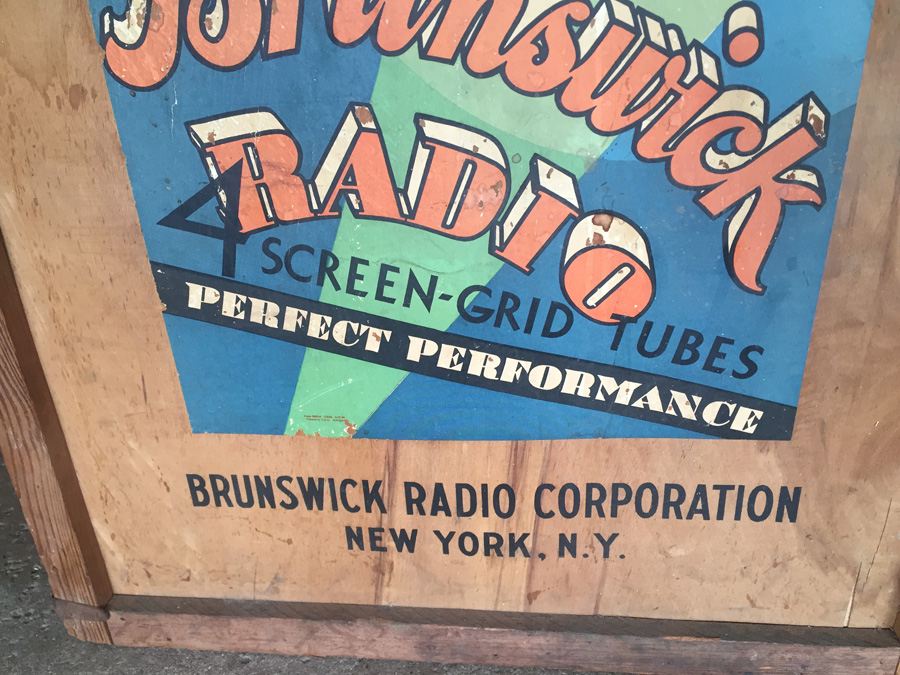 Brunswick
RADIO
4 SCREEN-GRID TUBES
PERFECT PERFORMANCE
BRUNSWICK RADIO CORPORATION
NEW YORK, N.Y.